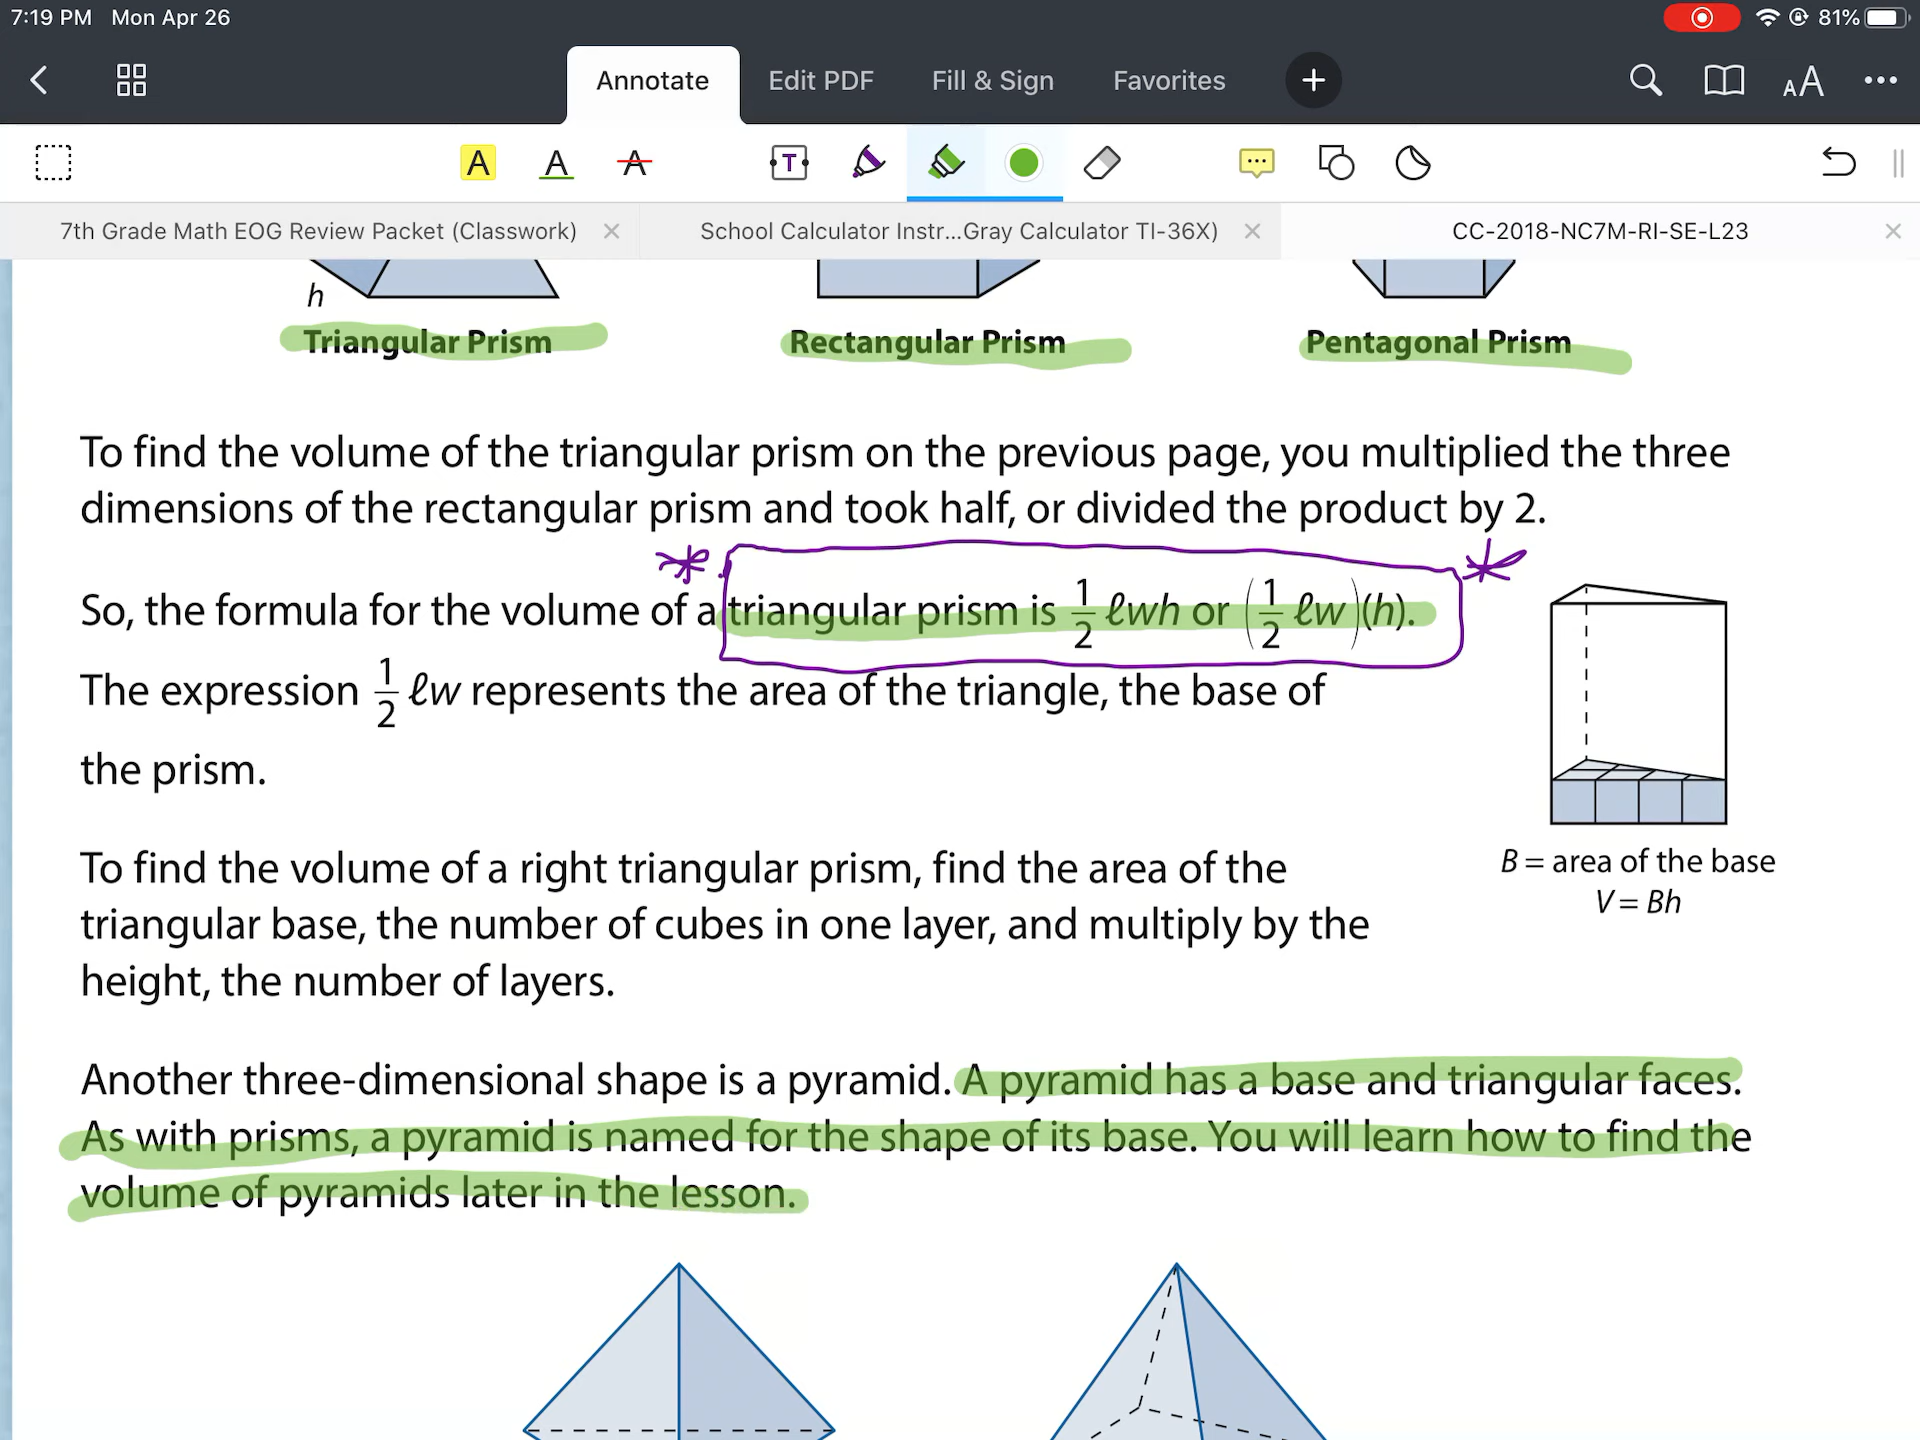 7:19 PM Mon Apr 26
81%
Annotate Edit PDF Fill & Sign Favorites
AA
A A A T
7th Grade Math EOG Review Packet (Classwork)
School Calculator Instr...Gray Calculator TI-36X)
CC-2018-NC7M-RI-SE-L23
h
Triangular Prism
Rectangular Prism
Pentagonal Prism
To find the volume of the triangular prism on the previous page, you multiplied the three
dimensions of the rectangular prism and took half, or divided the product by 2.
So, the formula for the volume of a triangular prism is 1/2 ℓwh or (1/2 ℓw)(h).
The expression 1/2 ℓw represents the area of the triangle, the base of
the prism.
B = area of the base
V = Bh
To find the volume of a right triangular prism, find the area of the
triangular base, the number of cubes in one layer, and multiply by the
height, the number of layers.
Another three-dimensional shape is a pyramid. A pyramid has a base and triangular faces.
As with prisms, a pyramid is named for the shape of its base. You will learn how to find the
volume of pyramids later in the lesson.